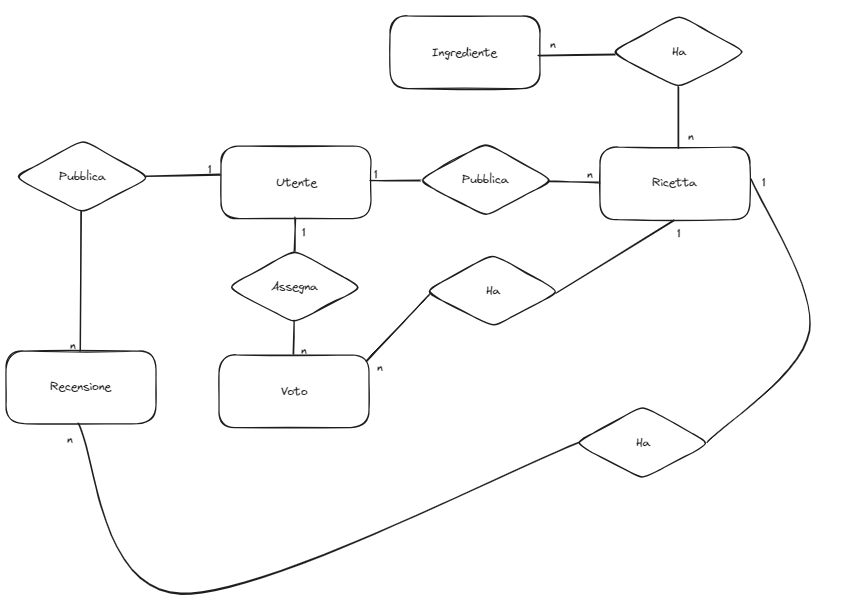 Ingrediente
n
Ha
n
Pubblica
1
Utente
1
Pubblica
n
Ricetta
1
1
1
Assegna
Ha
n
n
n
Recensione
Voto
n
Ha